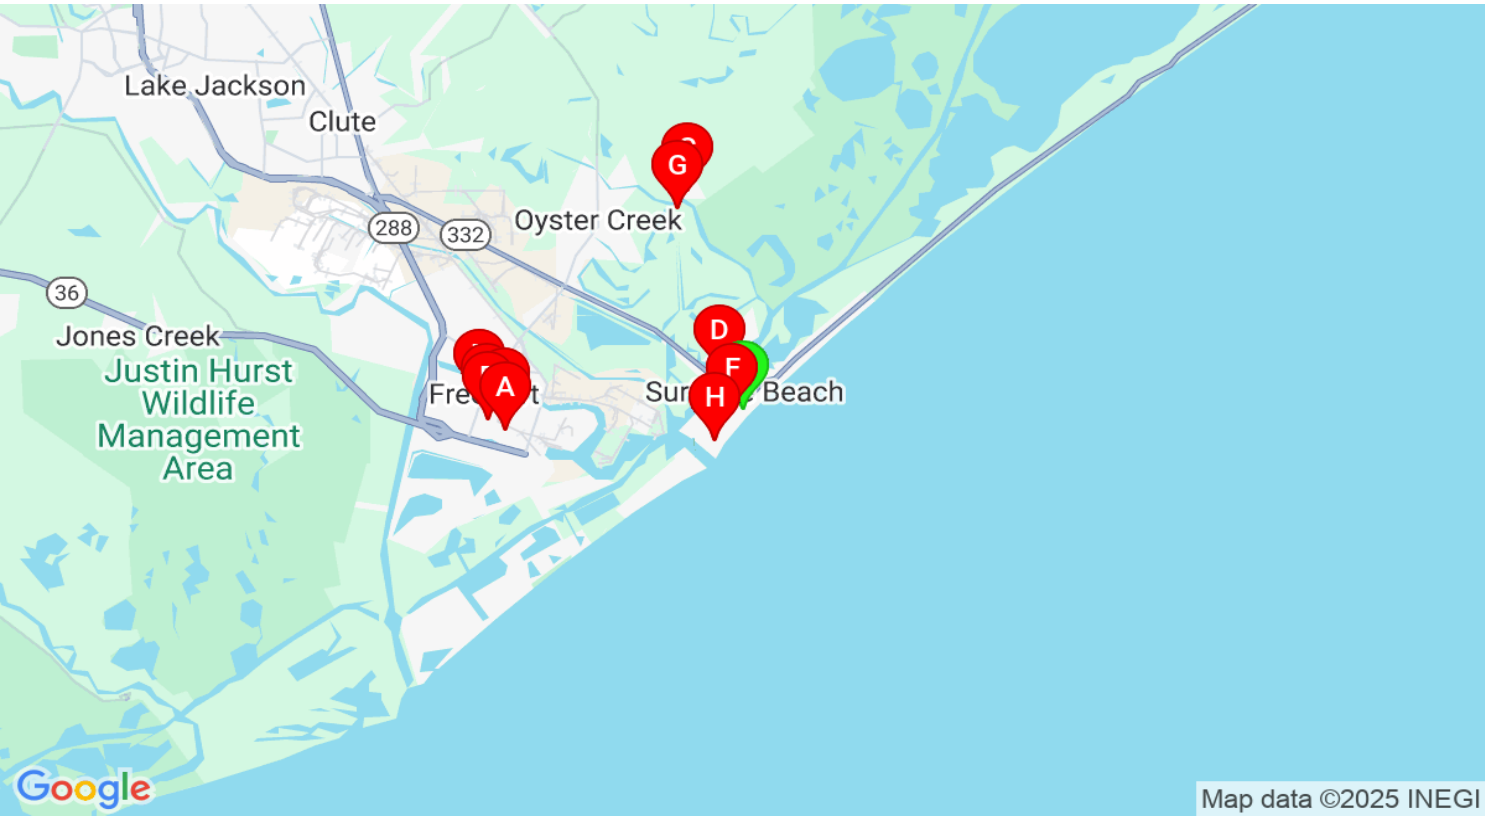 Lake Jackson
Clute
G
Oyster Creek
288
332
36
D
Jones Creek
F
Justin Hurst
Wildlife
Management
Area
A
H
Beach
Google
Map data ©2025 INEGI